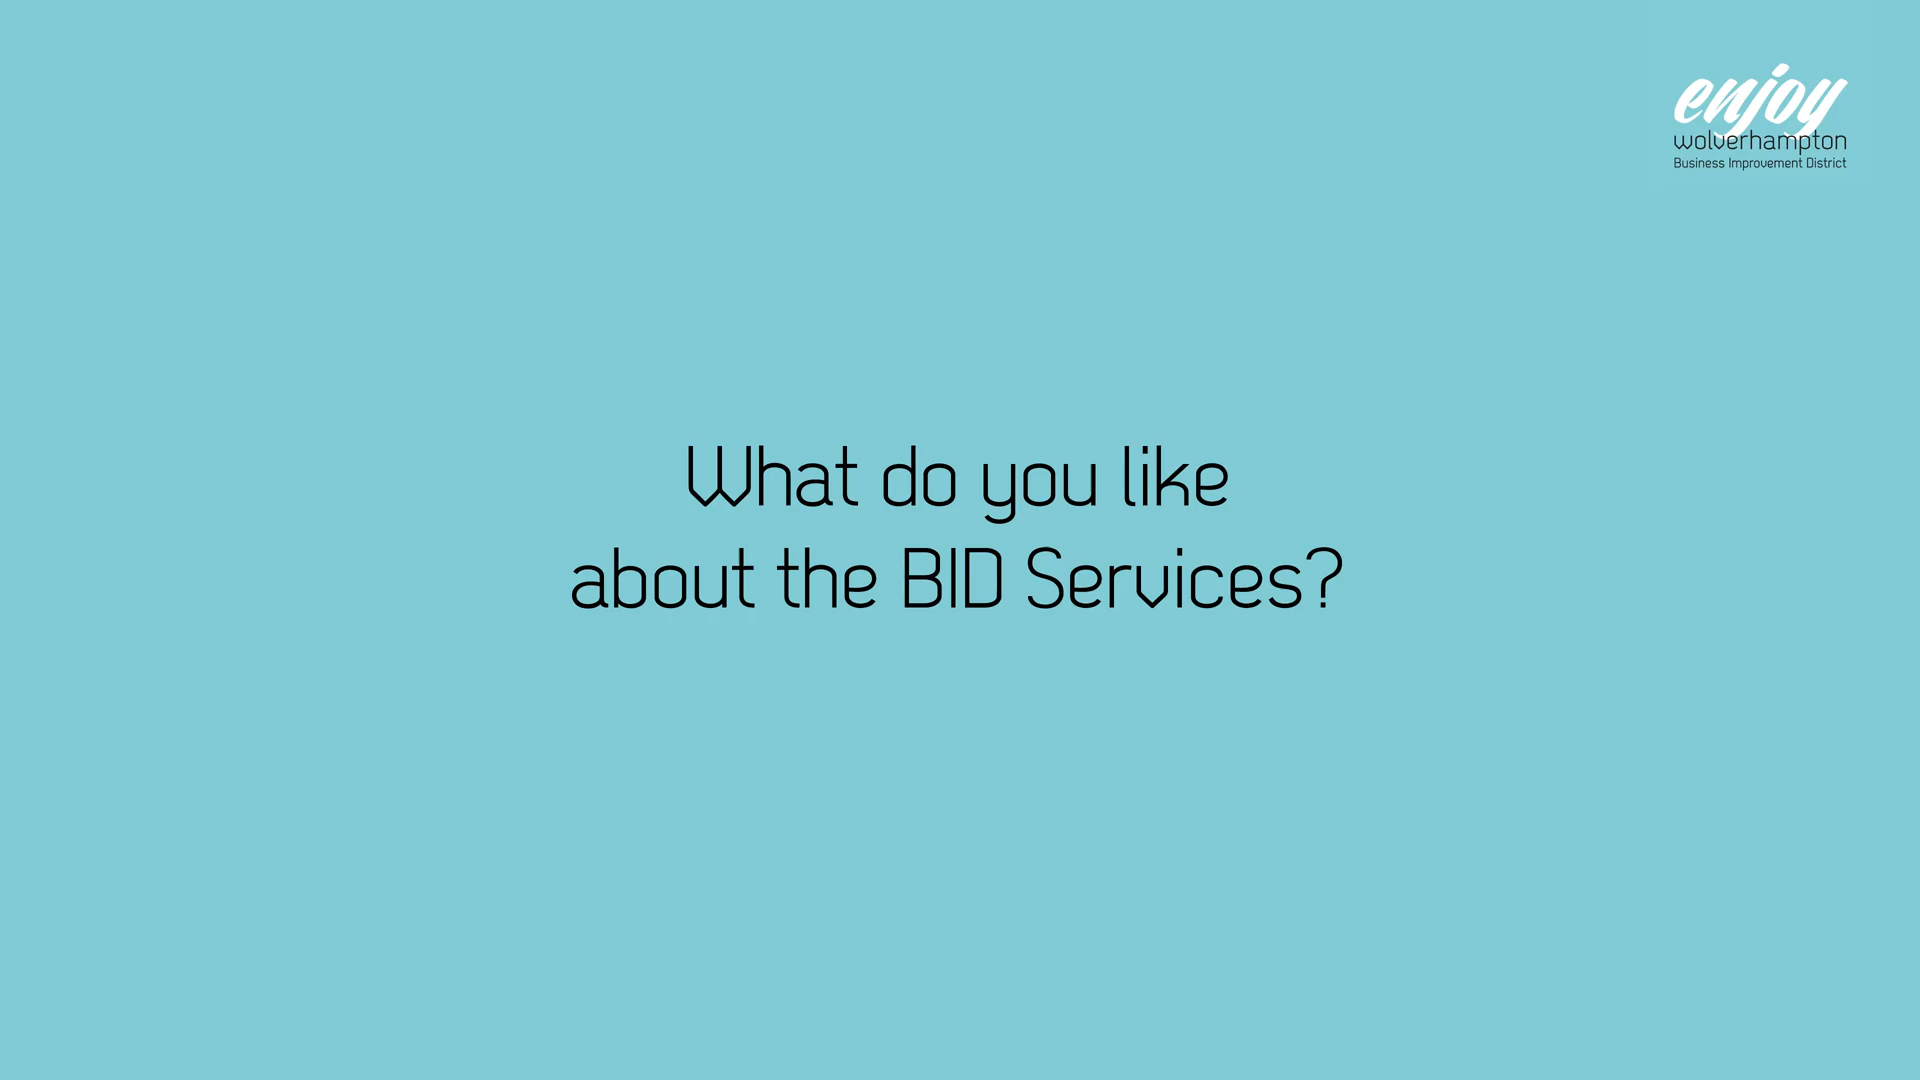 enjoy
wolverhampton
Business Improvement District
What do you like
about the BID Services?